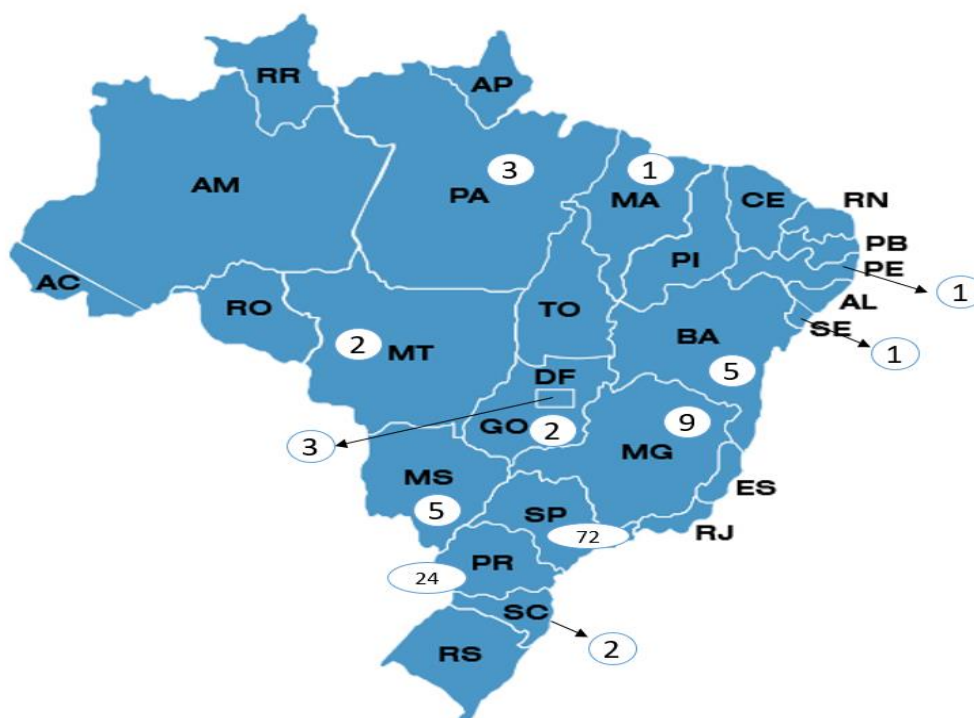 RR
AP
AM
PA
3
1
MA
CE
RN
PB
PE
PI
AC
RO
TO
1
AL
SE
1
BA
2
MT
5
DF
3
GO
2
9
MG
MS
5
ES
SP
72
RJ
PR
24
SC
2
RS